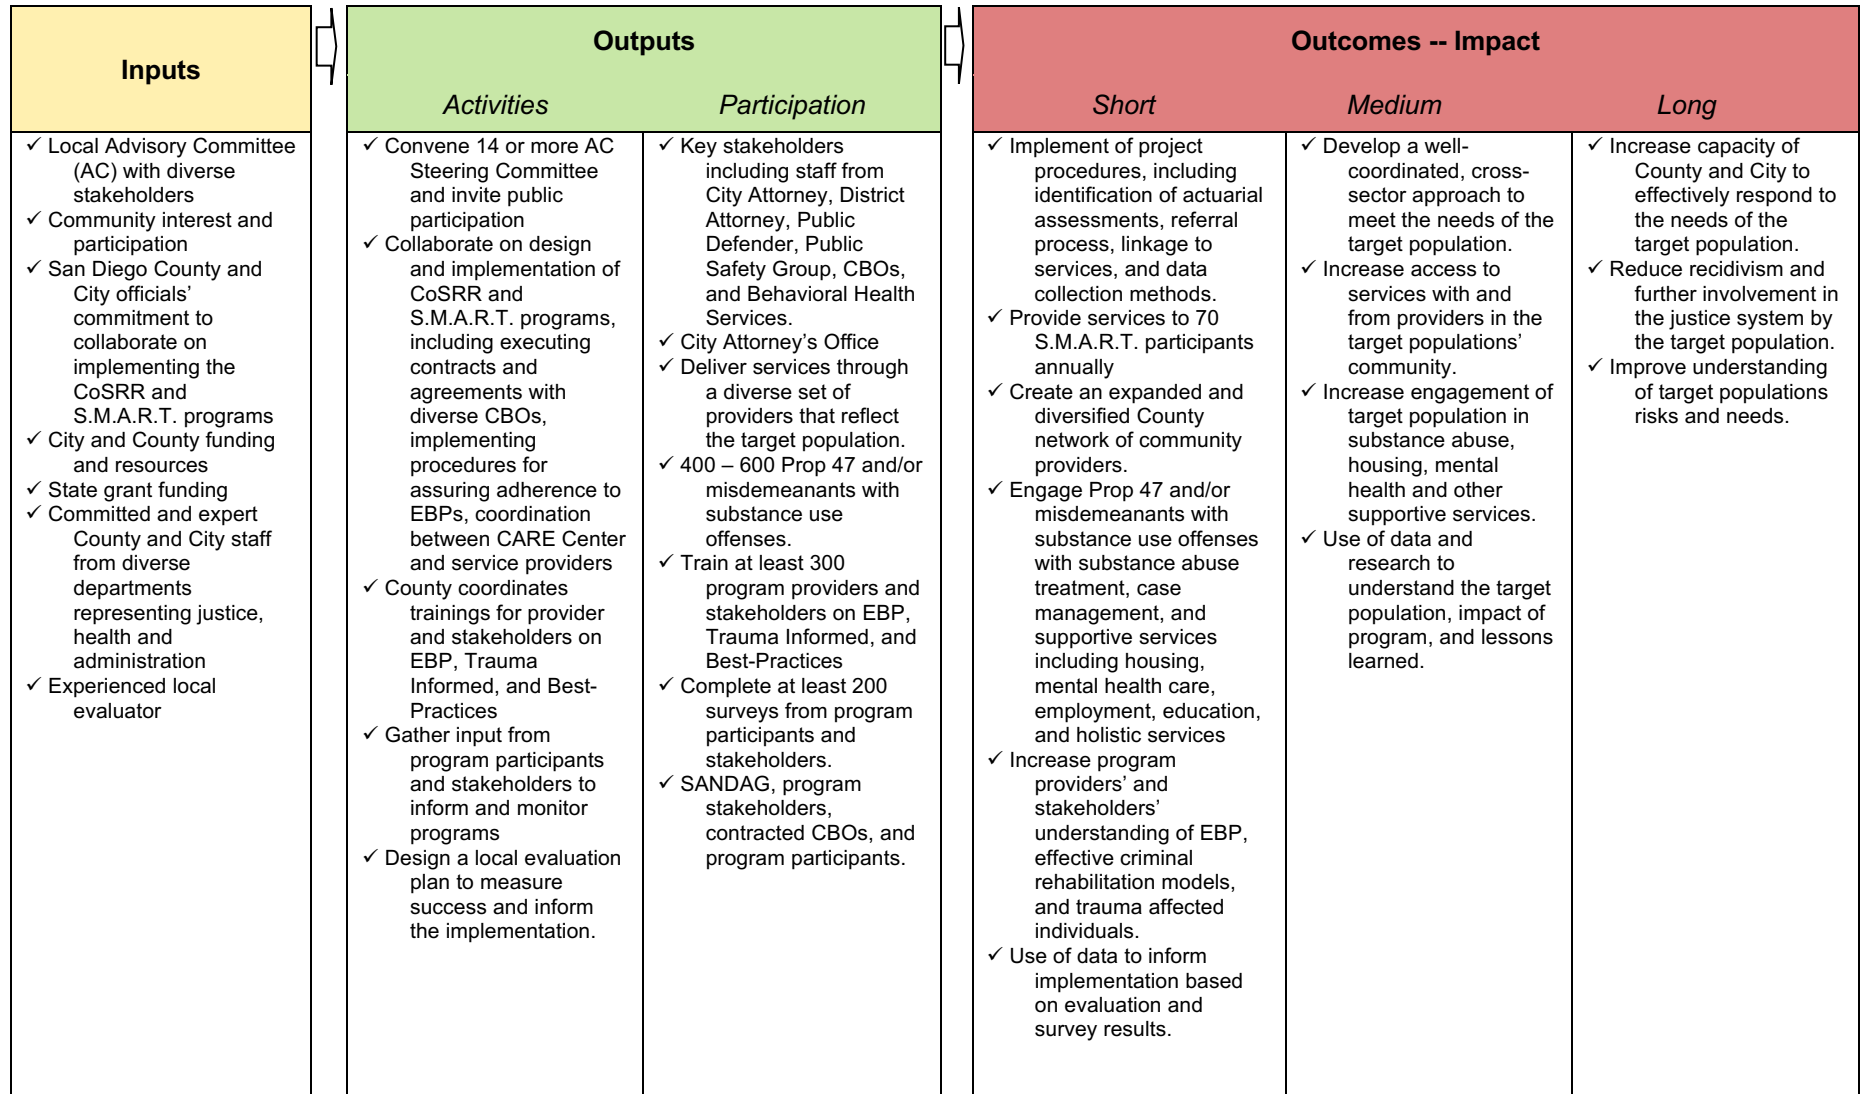 Inputs
Local Advisory Committee
(AC) with diverse
stakeholders
Community interest and
participation
San Diego County and
City officials'
commitment to
collaborate on
implementing the
CoSRR and
S.M.A.R.T. programs
City and County funding
and resources
State grant funding
Committed and expert
County and City staff
from diverse
departments
representing justice,
health and
administration
Experienced local
evaluator
Outputs
Activities
Convene 14 or more AC
Steering Committee
and invite public
participation
Collaborate on design
and implementation of
CoSRR and
S.M.A.R.T. programs,
including executing
contracts and
agreements with
diverse CBOs,
implementing
procedures for
assuring adherence to
EBPs, coordination
between CARE Center
and service providers
County coordinates
trainings for provider
and stakeholders on
EBP, Trauma
Informed, and Best-
Practices
Gather input from
program participants
and stakeholders to
inform and monitor
programs
Design a local evaluation
plan to measure
success and inform
the implementation.
Participation
Key stakeholders
including staff from
City Attorney, District
Attorney, Public
Defender, Public
Safety Group, CBOs,
and Behavioral Health
Services.
City Attorney's Office
Deliver services through
a diverse set of
providers that reflect
the target population.
400 – 600 Prop 47 and/or
misdemeanants with
substance use
offenses.
Train at least 300
program providers and
stakeholders on EBP,
Trauma Informed, and
Best-Practices
Complete at least 200
surveys from program
participants and
stakeholders.
SANDAG, program
stakeholders,
contracted CBOs, and
program participants.
Outcomes -- Impact
Short
Implement of project
procedures, including
identification of actuarial
assessments, referral
process, linkage to
services, and data
collection methods.
Provide services to 70
S.M.A.R.T. participants
annually
Create an expanded and
diversified County
network of community
providers.
Engage Prop 47 and/or
misdemeanants with
substance use offenses
with substance abuse
treatment, case
management, and
supportive services
including housing,
mental health care,
employment, education,
and holistic services
Increase program
providers' and
stakeholders'
understanding of EBP,
effective criminal
rehabilitation models,
and trauma affected
individuals.
Use of data to inform
implementation based
on evaluation and
survey results.
Medium
Develop a well-
coordinated, cross-
sector approach to
meet the needs of the
target population.
Increase access to
services with and
from providers in the
target populations'
community.
Increase engagement of
target population in
substance abuse,
housing, mental
health and other
supportive services.
Use of data and
research to
understand the target
population, impact of
program, and lessons
learned.
Long
Increase capacity of
County and City to
effectively respond to
the needs of the
target population.
Reduce recidivism and
further involvement in
the justice system by
the target population.
Improve understanding
of target populations
risks and needs.